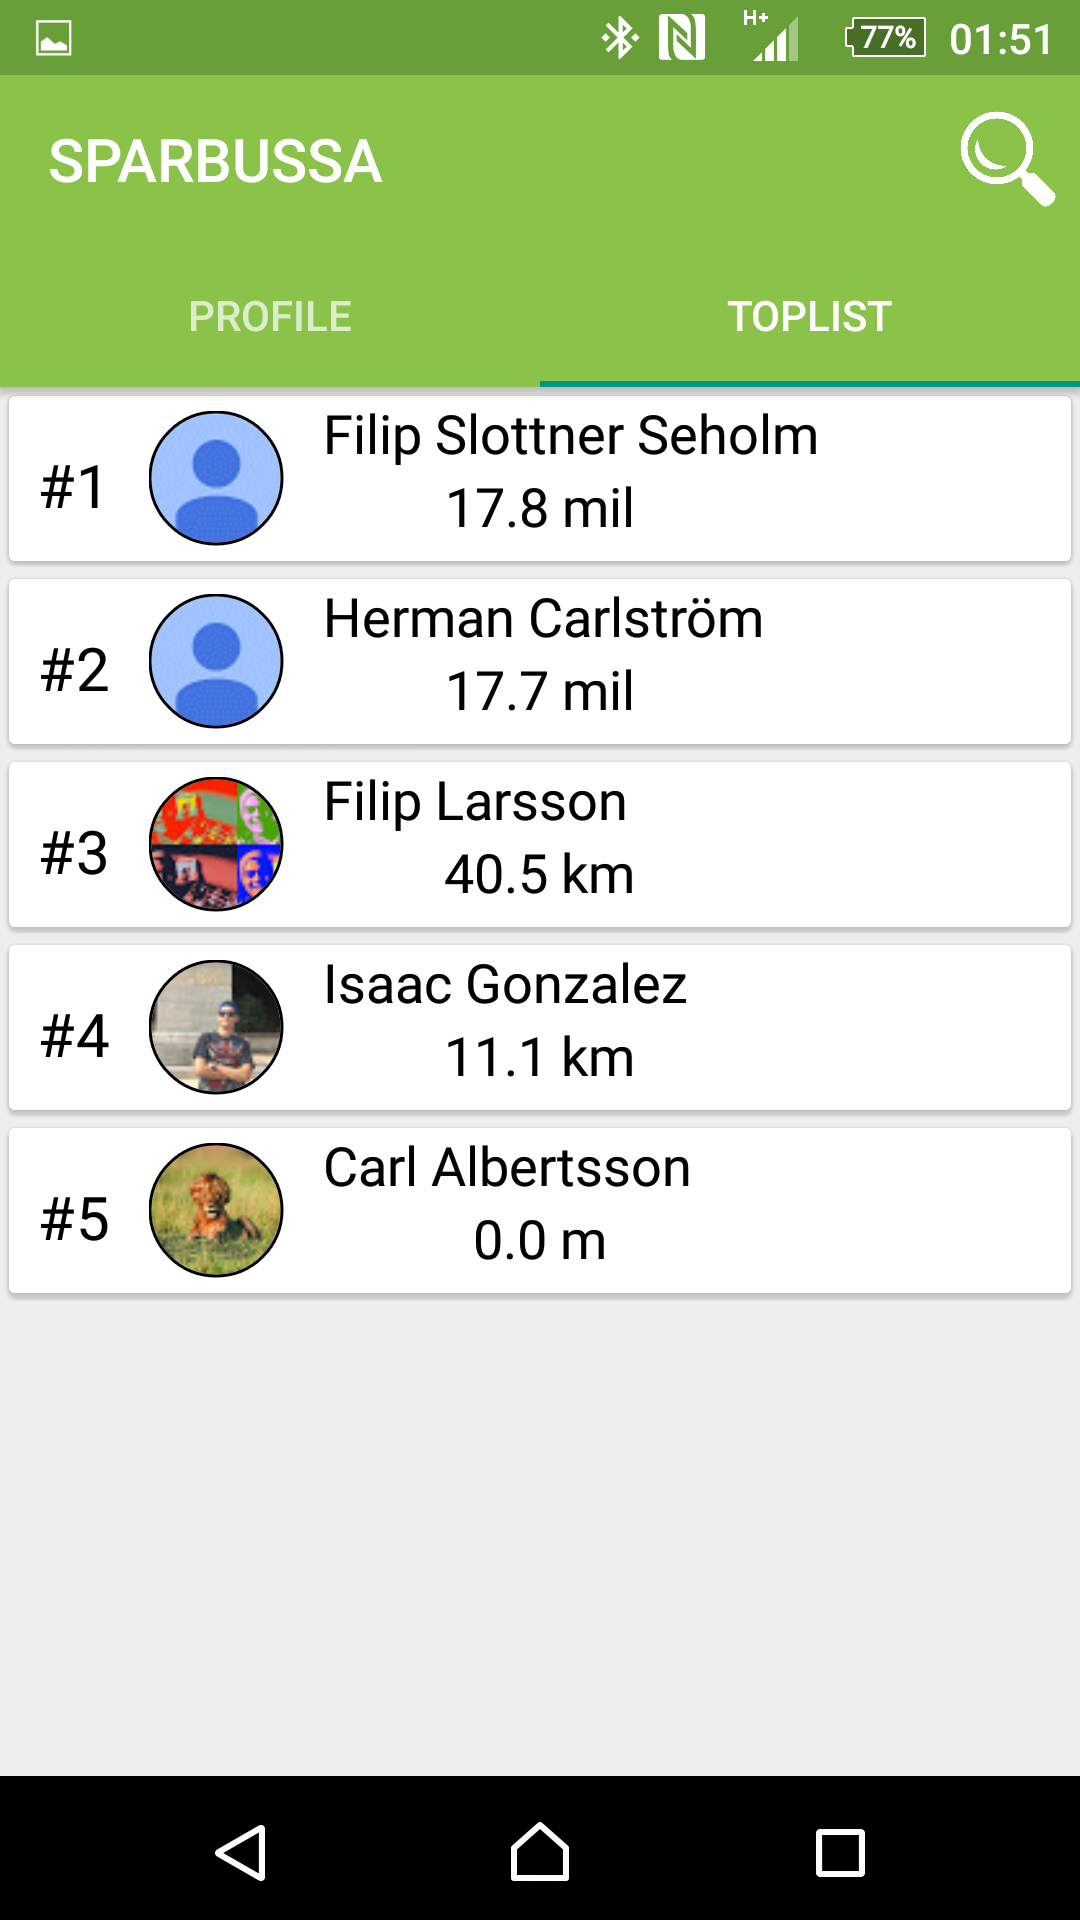 H+ 77% 01:51
SPARBUSSA
PROFILE TOPLIST
#1 Filip Slottner Seholm
17.8 mil
#2 Herman Carlström
17.7 mil
#3 Filip Larsson
40.5 km
#4 Isaac Gonzalez
11.1 km
#5 Carl Albertsson
0.0 m